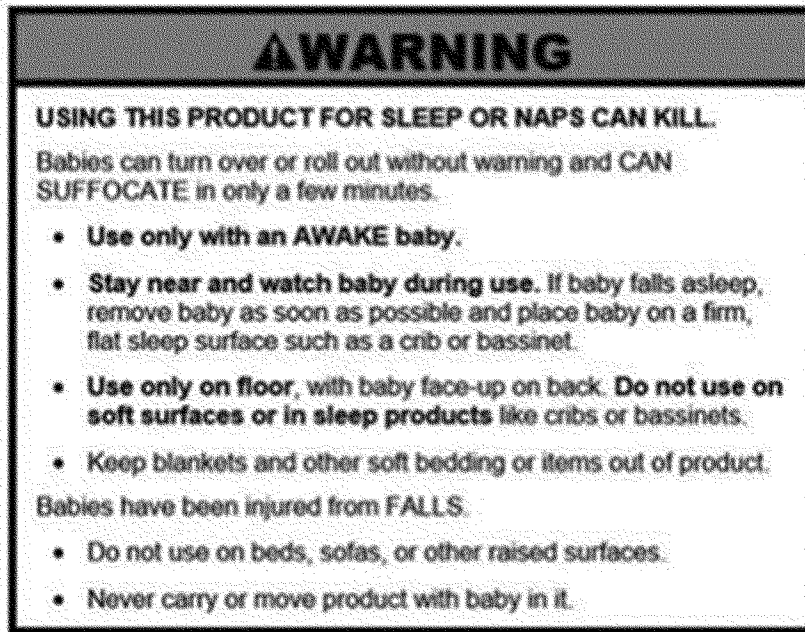 ⚠WARNING
USING THIS PRODUCT FOR SLEEP OR NAPS CAN KILL.
Babies can turn over or roll out without warning and CAN
SUFFOCATE in only a few minutes.
• Use only with an AWAKE baby.
• Stay near and watch baby during use. If baby falls asleep,
remove baby as soon as possible and place baby on a firm,
flat sleep surface such as a crib or bassinet.
• Use only on floor, with baby face-up on back. Do not use on
soft surfaces or in sleep products like cribs or bassinets.
• Keep blankets and other soft bedding or items out of product.
Babies have been injured from FALLS.
• Do not use on beds, sofas, or other raised surfaces.
• Never carry or move product with baby in it.